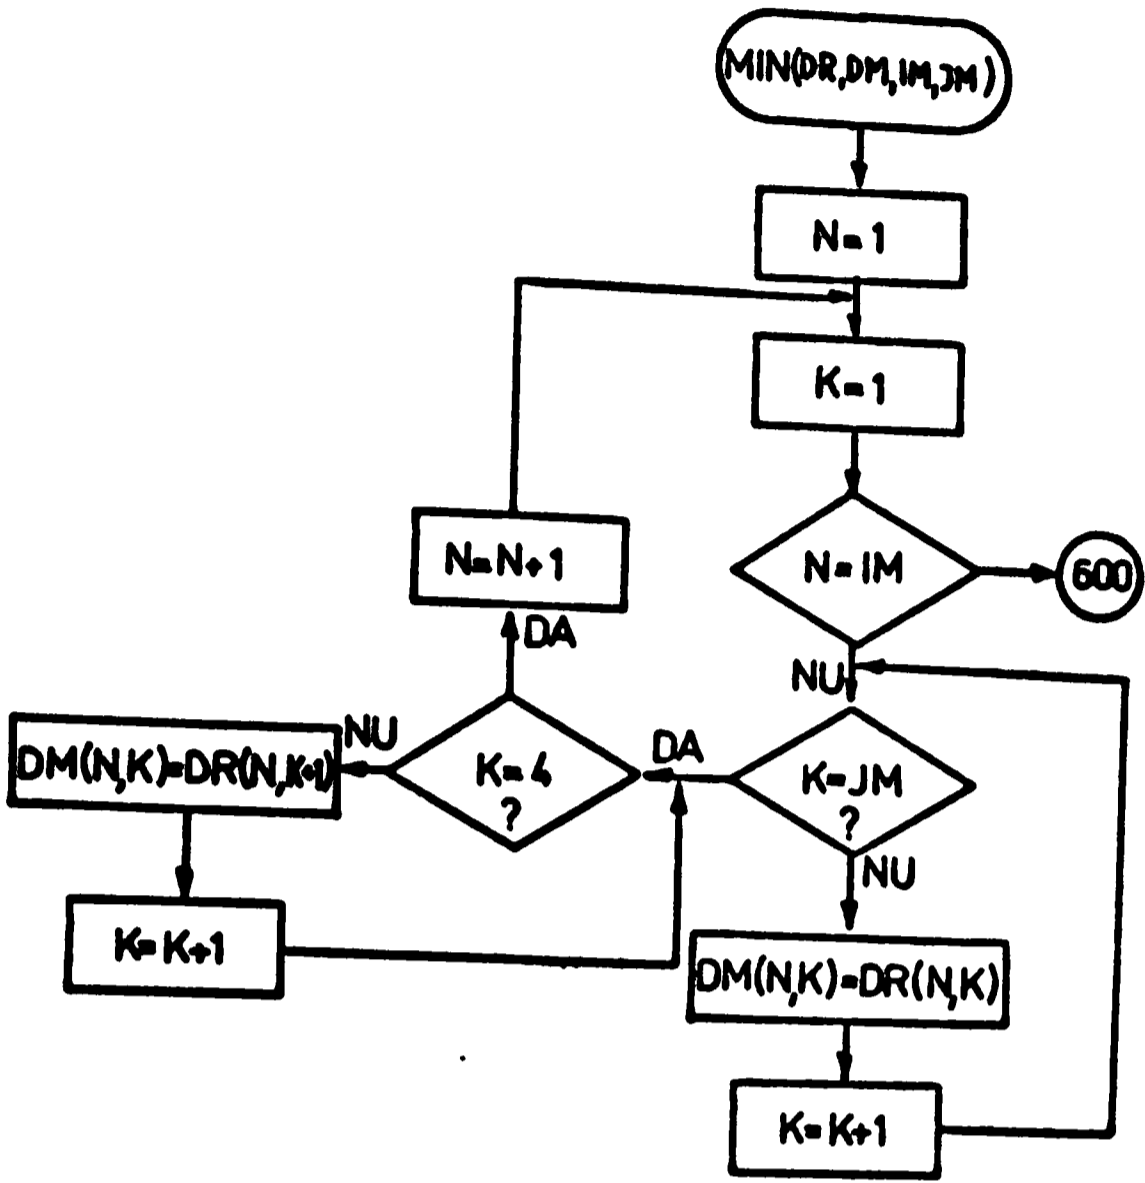 MIN(DR,DM,IM,JM)
N=1
K=1
N=IM
600
NU
K=JM
?
DA
NU
DM(N,K)=DR(N,K)
K=K+1
K=4
?
DA
N=N+1
NU
DM(N,K)=DR(N,K+1)
K=K+1